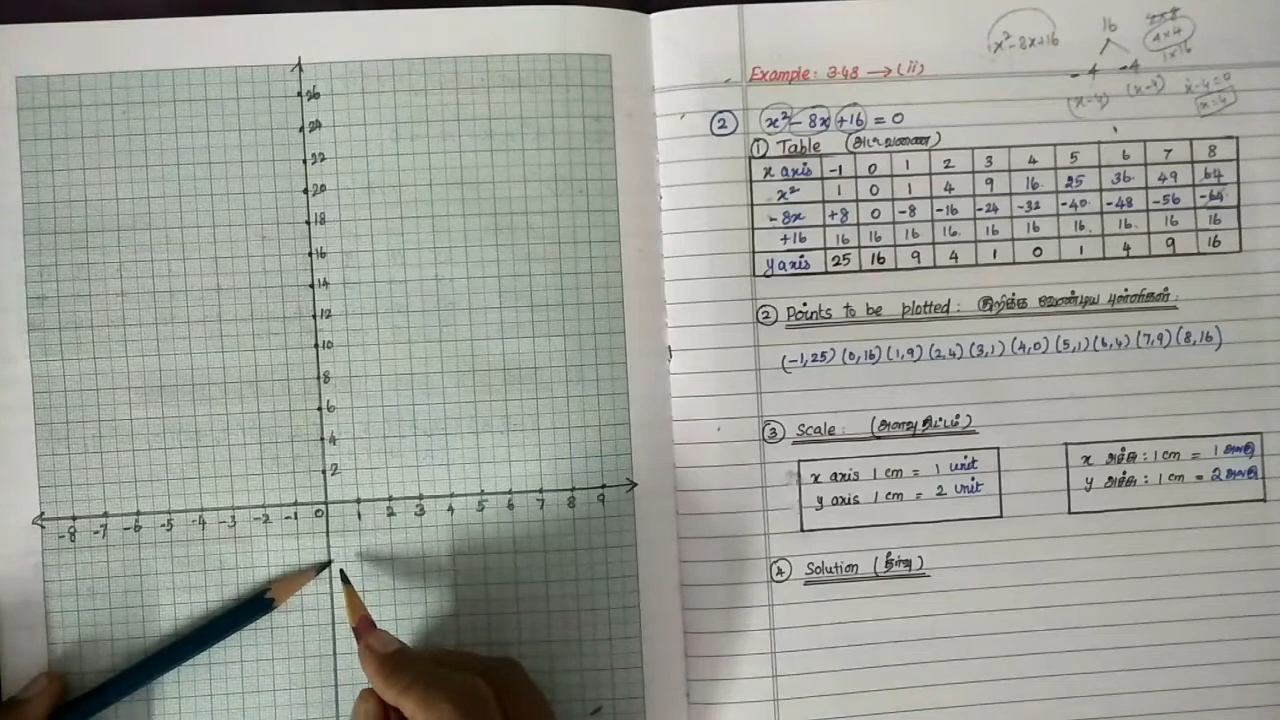 26
24
22
20
18
16
14
12
10
8
6
4
2
-8 -7 -6 -5 -4 -3 -2 -1 0 1 2 3 4 5 6 7 8 9
x²-8x+16
16
4×4
1×16
-4 -4
(x-4) (x-4) x-4=0
x=4
Example: 3.48 → (ii)
② x² - 8x + 16 = 0
① Table (அட்டவணை)
x axis -1 0 1 2 3 4 5 6 7 8
x² 1 0 1 4 9 16 25 36 49 64
-8x +8 0 -8 -16 -24 -32 -40 -48 -56 -64
+16 16 16 16 16 16 16 16 16 16 16
y axis 25 16 9 4 1 0 1 4 9 16
② Points to be plotted: குறிக்க வேண்டிய புள்ளிகள்:
(-1,25) (0,16) (1,9) (2,4) (3,1) (4,0) (5,1) (6,4) (7,9) (8,16)
③ Scale: (அளவுதிட்டம்)
x axis 1 cm = 1 unit
y axis 1 cm = 2 unit
x அச்சு : 1 cm = 1 அலகு
y அச்சு : 1 cm = 2 அலகு
④ Solution (தீர்வு)